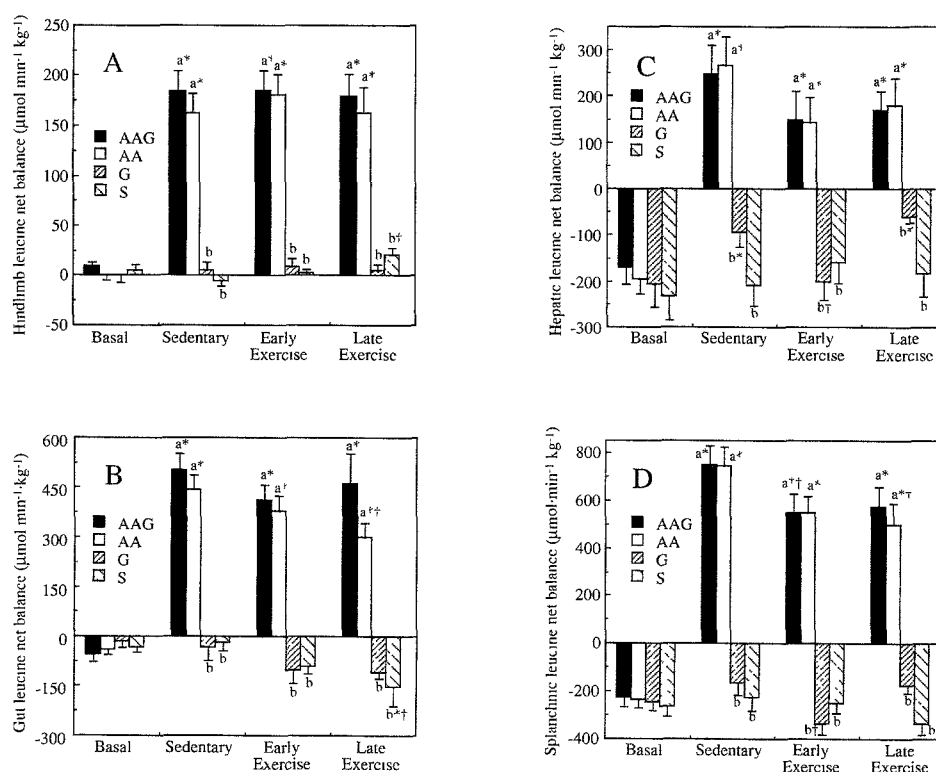 Hindlimb leucine net balance (µmol min⁻¹ kg⁻¹)
250
200
150
100
50
0
-50
A
AAG
AA
G
S
a*
a*
b
b
a*
a*
b
b
a*
a*
b
b†
Basal
Sedentary
Early
Exercise
Late
Exercise
Hepatic leucine net balance (µmol min⁻¹ kg⁻¹)
300
200
100
0
-100
-200
-300
C
AAG
AA
G
S
a*
a*
b*
b
a*
a*
b†
b
a*
a*
b*
b
Basal
Sedentary
Early
Exercise
Late
Exercise
Gut leucine net balance (µmol min⁻¹·kg⁻¹)
600
450
300
150
0
-150
-300
B
AAG
AA
G
S
a*
a*
b
b
a*
a*
b
b
a*
a*†
b
b*†
Basal
Sedentary
Early
Exercise
Late
Exercise
Splanchnic leucine net balance (µmol·min⁻¹ kg⁻¹)
800
600
400
200
0
-200
-400
D
AAG
AA
G
S
a*
a*
b
b
a*†
a*
b†
b
a*
a*†
b
b
Basal
Sedentary
Early
Exercise
Late
Exercise